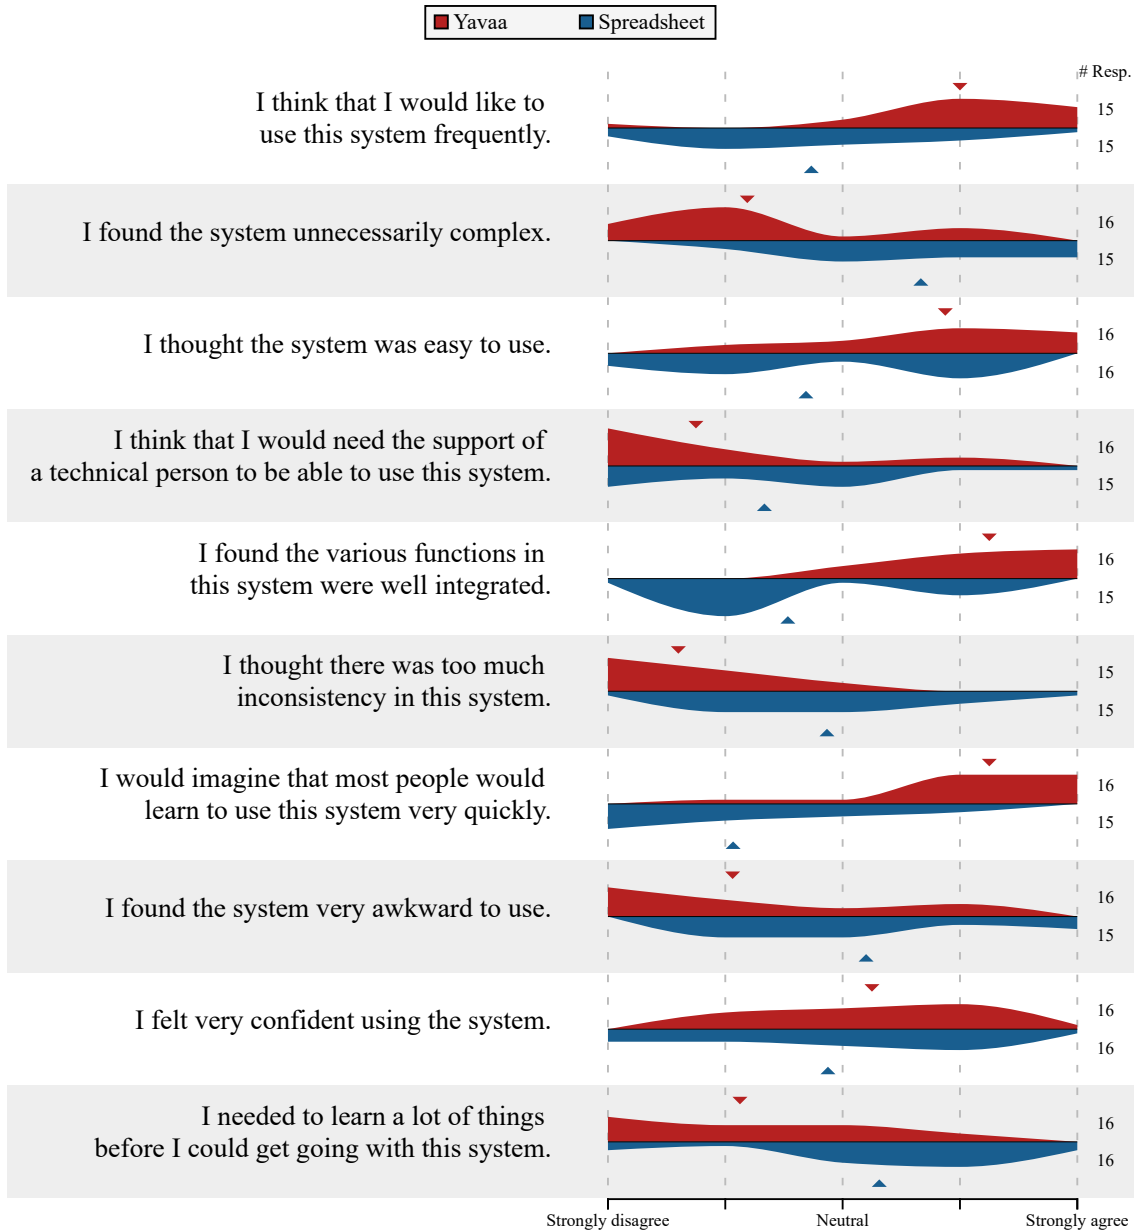 Yavaa Spreadsheet
# Resp.
I think that I would like to
use this system frequently.
15
15
I found the system unnecessarily complex.
16
15
I thought the system was easy to use.
16
16
I think that I would need the support of
a technical person to be able to use this system.
16
15
I found the various functions in
this system were well integrated.
16
15
I thought there was too much
inconsistency in this system.
15
15
I would imagine that most people would
learn to use this system very quickly.
16
15
I found the system very awkward to use.
16
15
I felt very confident using the system.
16
16
I needed to learn a lot of things
before I could get going with this system.
16
16
Strongly disagree Neutral Strongly agree